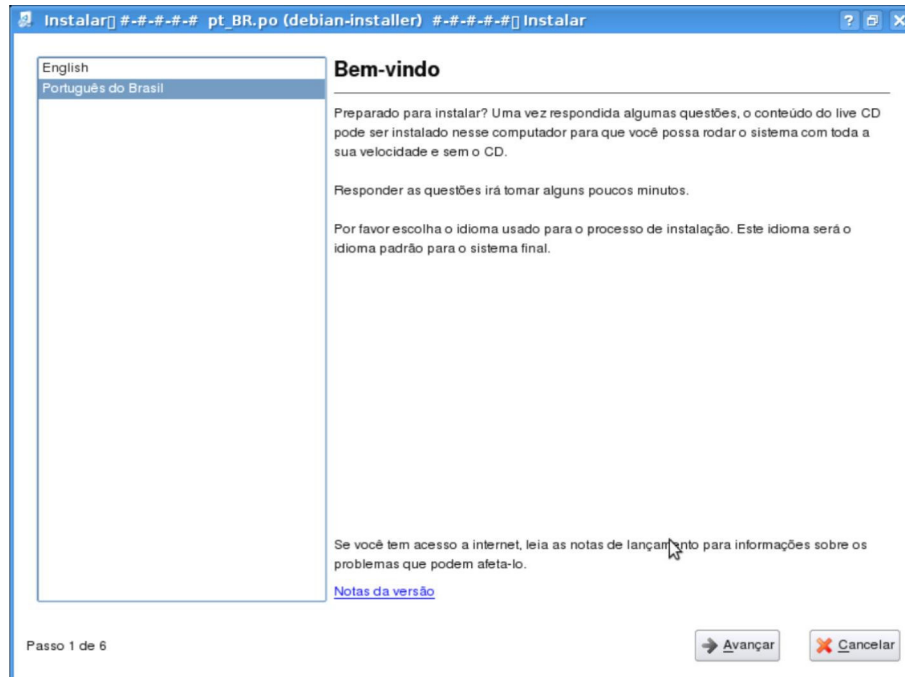 Instalar▯ #-#-#-#-# pt_BR.po (debian-installer) #-#-#-#-#▯ Instalar
English
Português do Brasil
Bem-vindo
Preparado para instalar? Uma vez respondida algumas questões, o conteúdo do live CD
pode ser instalado nesse computador para que você possa rodar o sistema com toda a
sua velocidade e sem o CD.
Responder as questões irá tomar alguns poucos minutos.
Por favor escolha o idioma usado para o processo de instalação. Este idioma será o
idioma padrão para o sistema final.
Se você tem acesso a internet, leia as notas de lançamento para informações sobre os
problemas que podem afeta-lo.
Notas da versão
Passo 1 de 6
Avançar
Cancelar